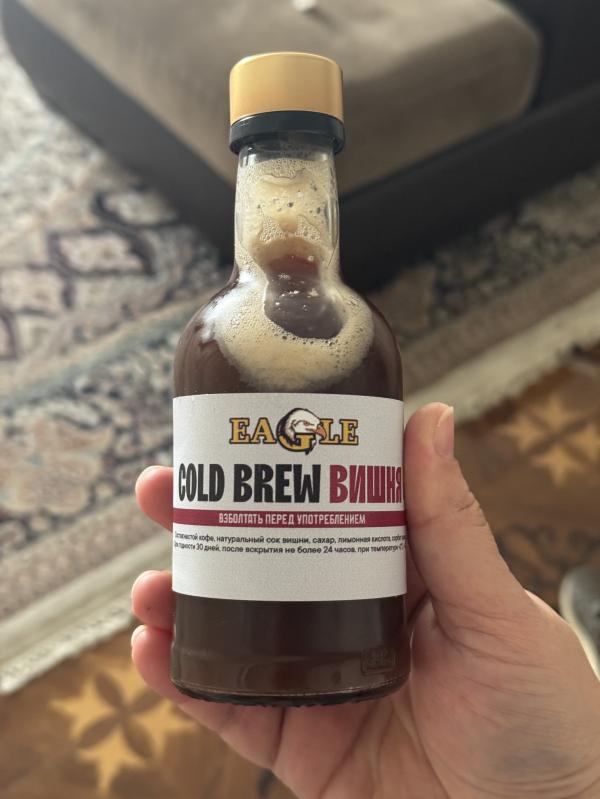 EAGLE
COLD BREW ВИШНЯ
ВЗБОЛТАТЬ ПЕРЕД УПОТРЕБЛЕНИЕМ
кофе, натуральный сок вишни, сахар, лимонная кислота,
годности 30 дней, после вскрытия не более 24 часов, при температуре